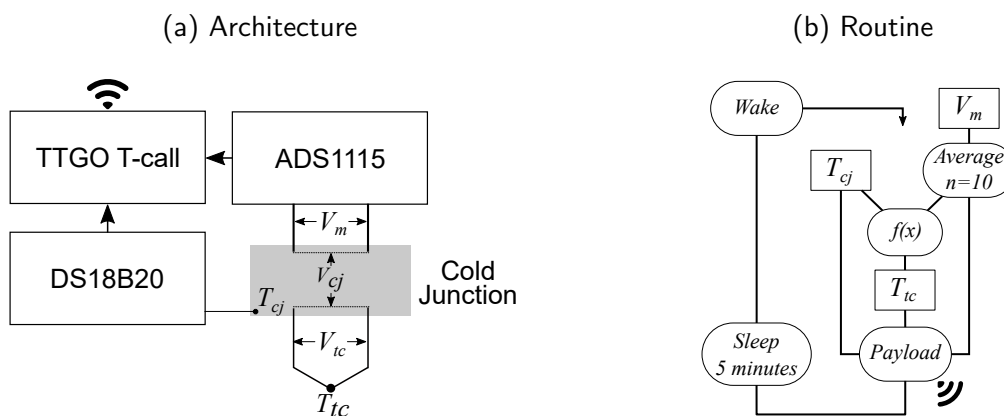 (a) Architecture
TTGO T-call
ADS1115
DS18B20
V_m
V_cj
T_cj
Cold
Junction
V_tc
T_tc
(b) Routine
Wake
V_m
Average
n=10
T_cj
f(x)
T_tc
Sleep
5 minutes
Payload